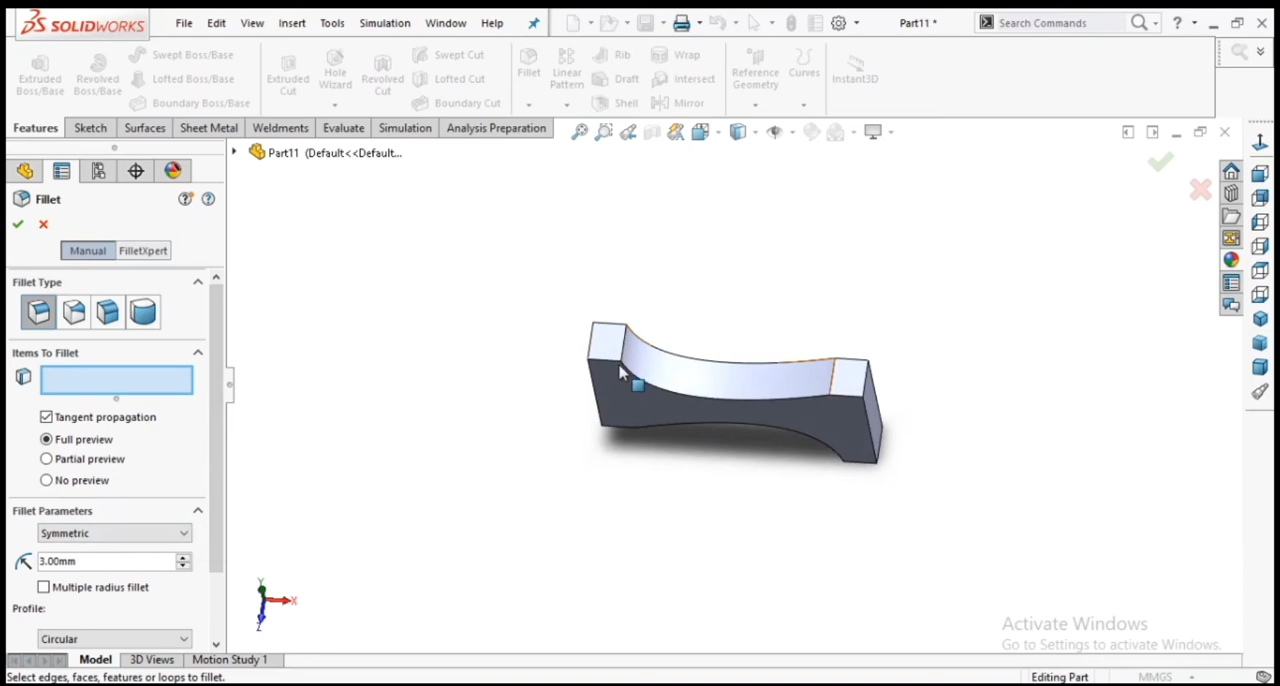 SOLIDWORKS File Edit View Insert Tools Simulation Window Help Part11 * Search Commands ?
Extruded Boss/Base
Revolved Boss/Base
Swept Boss/Base
Lofted Boss/Base
Boundary Boss/Base
Extruded Cut
Hole Wizard
Revolved Cut
Swept Cut
Lofted Cut
Boundary Cut
Fillet
Linear Pattern
Rib
Draft
Shell
Wrap
Intersect
Mirror
Reference Geometry
Curves
Instant3D
Features Sketch Surfaces Sheet Metal Weldments Evaluate Simulation Analysis Preparation
Part11 (Default<<Default...
Fillet
Manual FilletXpert
Fillet Type
Items To Fillet
Tangent propagation
Full preview
Partial preview
No preview
Fillet Parameters
Symmetric
3.00mm
Multiple radius fillet
Profile:
Circular
Y
X
Z
Activate Windows
Go to Settings to activate Windows.
Model 3D Views Motion Study 1
Select edges, faces, features or loops to fillet. Editing Part MMGS